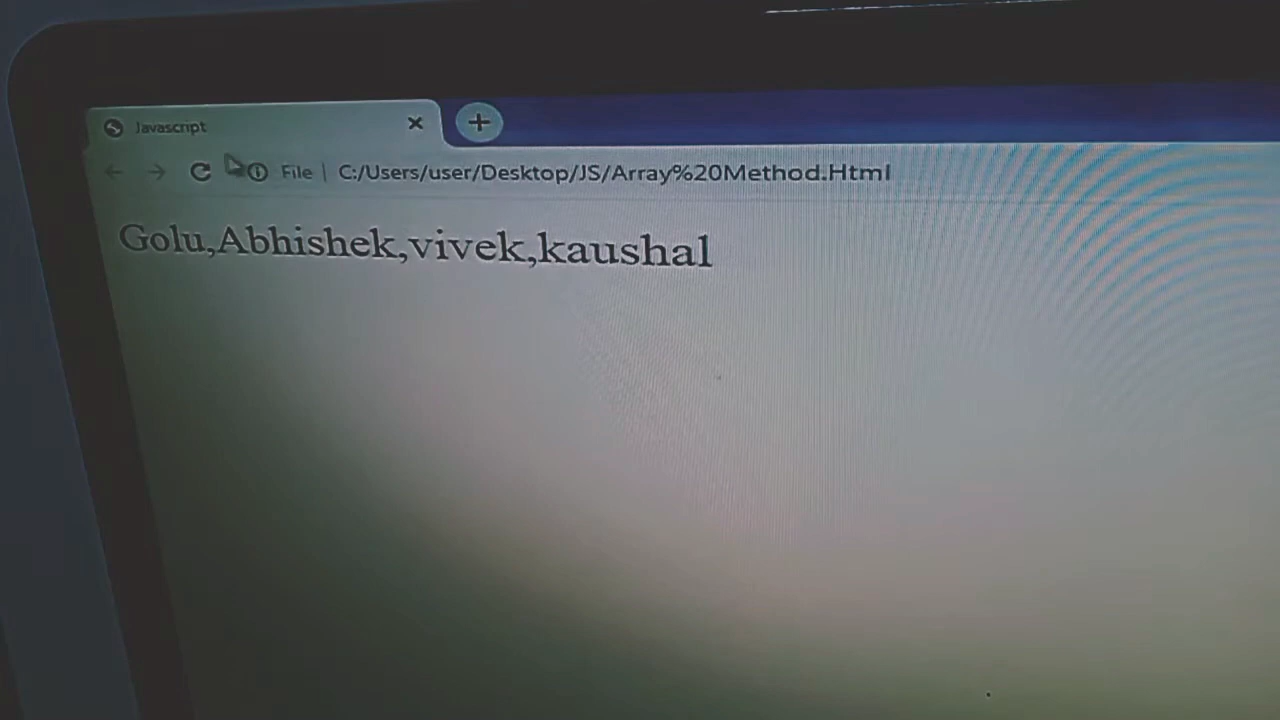 Javascript
File | C:/Users/user/Desktop/JS/Array%20Method.Html
Golu,Abhishek,vivek,kaushal